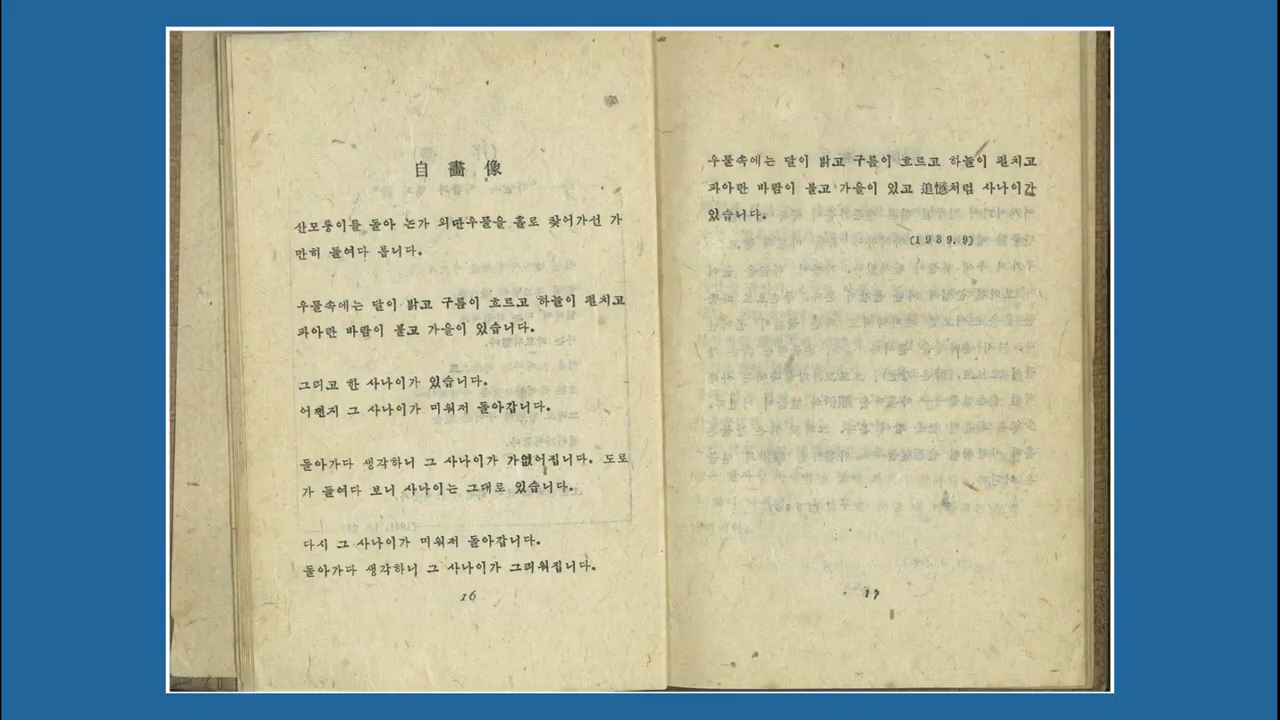 自畵像
산모퉁이를 돌아 논가 외딴우물을 홀로 찾어가선 가
만히 들여다 봅니다.
우물속에는 달이 밝고 구름이 흐르고 하늘이 펼치고
파아란 바람이 불고 가을이 있습니다.
그리고 한 사나이가 있습니다.
어쩐지 그 사나이가 미워저 돌아갑니다.
돌아가다 생각하니 그 사나이가 가엾어집니다. 도로
가 들여다 보니 사나이는 그대로 있습니다.
다시 그 사나이가 미워저 돌아갑니다.
돌아가다 생각하니 그 사나이가 그리워집니다.
16
우물속에는 달이 밝고 구름이 흐르고 하늘이 펼치고
파아란 바람이 불고 가을이 있고 追憶처럼 사나이가
있습니다.
(1939.9)
17